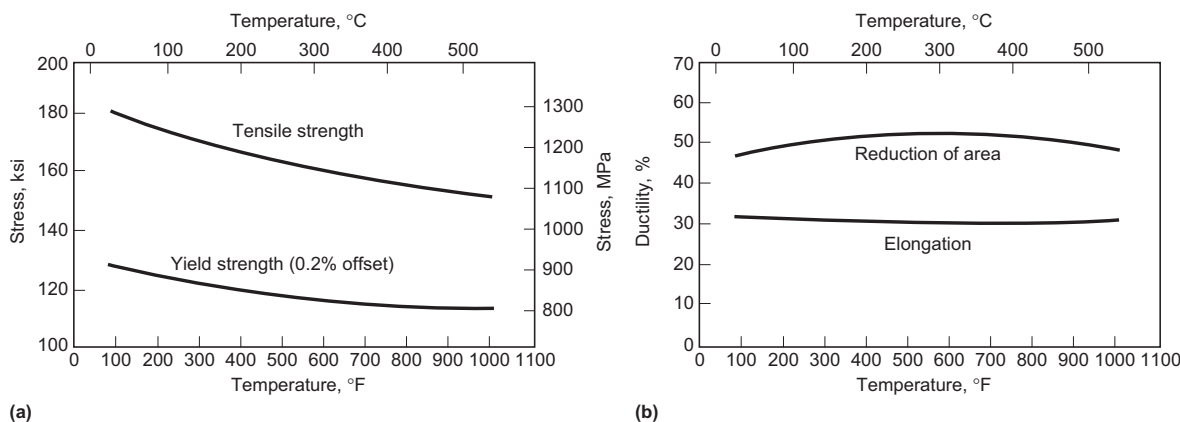 Temperature, °C
0 100 200 300 400 500
200
180
160
140
120
100
Stress, ksi
Tensile strength
Yield strength (0.2% offset)
1300
1200
1100
1000
900
800
Stress, MPa
0 100 200 300 400 500 600 700 800 900 1000 1100
Temperature, °F
(a)
Temperature, °C
0 100 200 300 400 500
70
60
50
40
30
20
10
0
Ductility, %
Reduction of area
Elongation
0 100 200 300 400 500 600 700 800 900 1000 1100
Temperature, °F
(b)